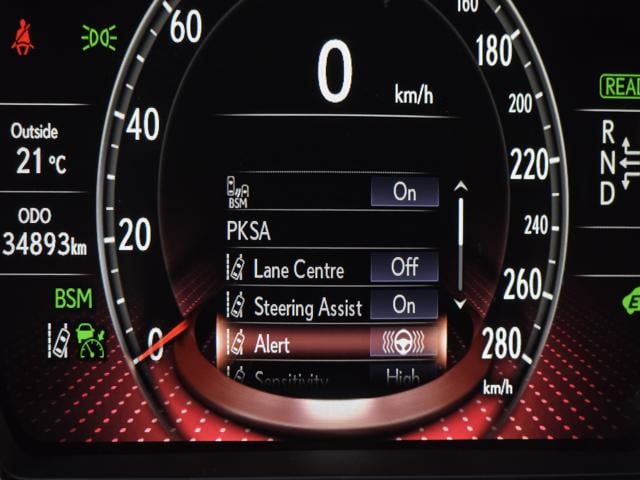 160
60
180
0
km/h
READ
200
40
Outside
21 °C
R
N
D
220
BSM
On
ODO
34893km
PKSA
20
240
Lane Centre
Off
260
BSM
Steering Assist
On
0
Alert
280
Sensitivity
High
km/h